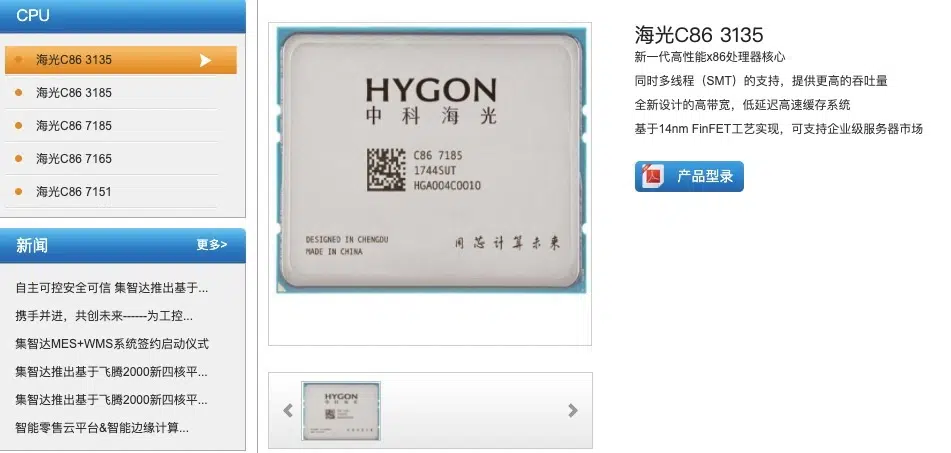 CPU
海光C86 3135
海光C86 3185
海光C86 7185
海光C86 7165
海光C86 7151
新闻 更多>
自主可控安全可信 集智达推出基于...
携手并进，共创未来------为工控...
集智达MES+WMS系统签约启动仪式
集智达推出基于飞腾2000新四核平...
集智达推出基于飞腾2000新四核平...
智能零售云平台&智能边缘计算...
HYGON
中科海光
C86 7185
1744SUT
HGA004C0010
DESIGNED IN CHENGDU
MADE IN CHINA
用芯计算未来
HYGON
海光C86 3135
新一代高性能x86处理器核心
同时多线程（SMT）的支持，提供更高的吞吐量
全新设计的高带宽，低延迟高速缓存系统
基于14nm FinFET工艺实现，可支持企业级服务器市场
产品型录